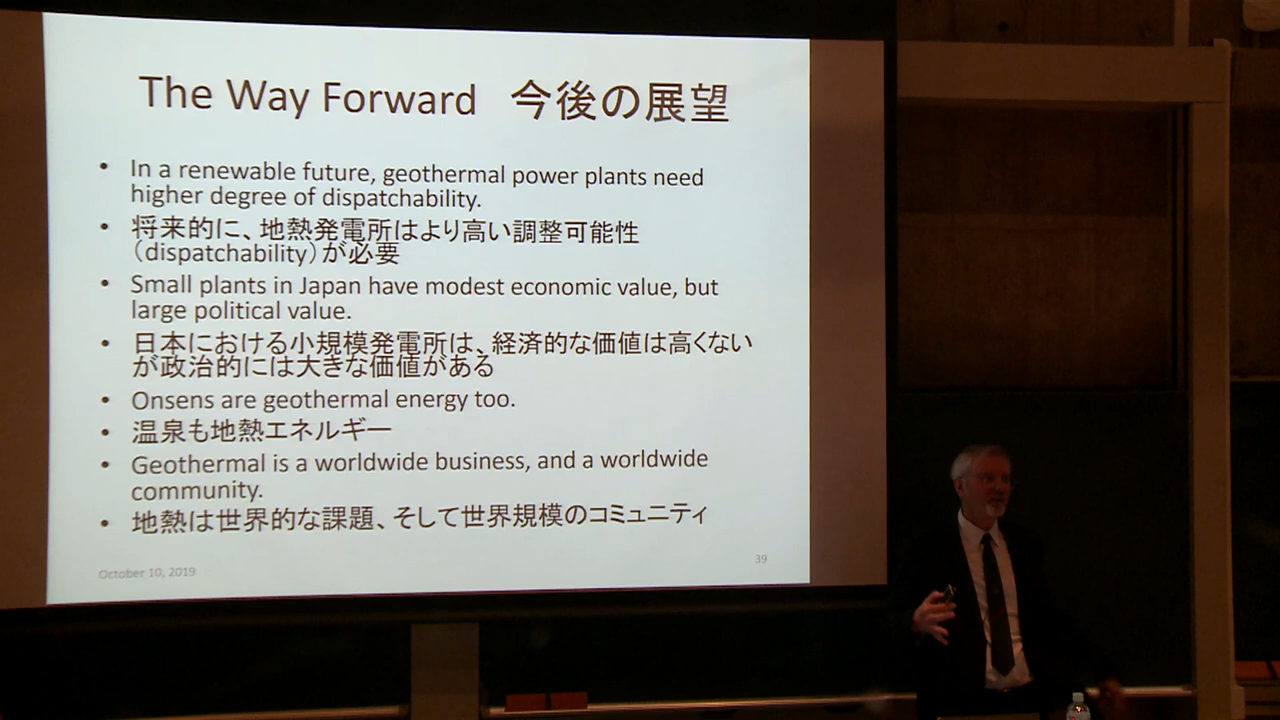 The Way Forward 今後の展望
• In a renewable future, geothermal power plants need
higher degree of dispatchability.
• 将来的に、地熱発電所はより高い調整可能性
（dispatchability）が必要
• Small plants in Japan have modest economic value, but
large political value.
• 日本における小規模発電所は、経済的な価値は高くない
が政治的には大きな価値がある
• Onsens are geothermal energy too.
• 温泉も地熱エネルギー
• Geothermal is a worldwide business, and a worldwide
community.
• 地熱は世界的な課題、そして世界規模のコミュニティ
October 10, 2019
39